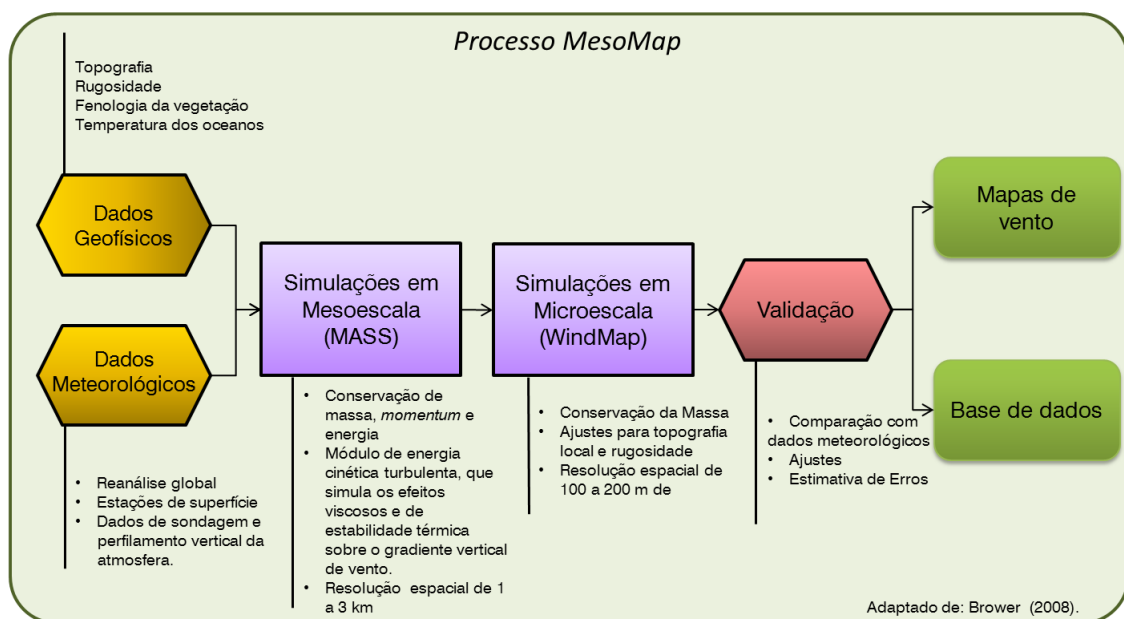 Processo MesoMap
Topografia
Rugosidade
Fenologia da vegetação
Temperatura dos oceanos
Dados
Geofísicos
Dados
Meteorológicos
• Reanálise global
• Estações de superfície
• Dados de sondagem e
perfilamento vertical da
atmosfera.
Simulações em
Mesoescala
(MASS)
• Conservação de
massa, momentum e
energia
• Módulo de energia
cinética turbulenta, que
simula os efeitos
viscosos e de
estabilidade térmica
sobre o gradiente vertical
de vento.
• Resolução espacial de 1
a 3 km
Simulações em
Microescala
(WindMap)
• Conservação da Massa
• Ajustes para topografia
local e rugosidade
• Resolução espacial de
100 a 200 m de
Validação
• Comparação com
dados meteorológicos
• Ajustes
• Estimativa de Erros
Mapas de
vento
Base de dados
Adaptado de: Brower (2008).